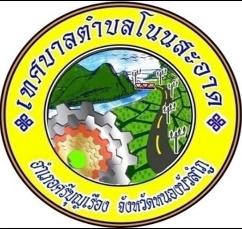 เทศบาลตำบลโนนสะอาด
อำเภอศรีบุญเรือง จังหวัดหนองบัวลำภู